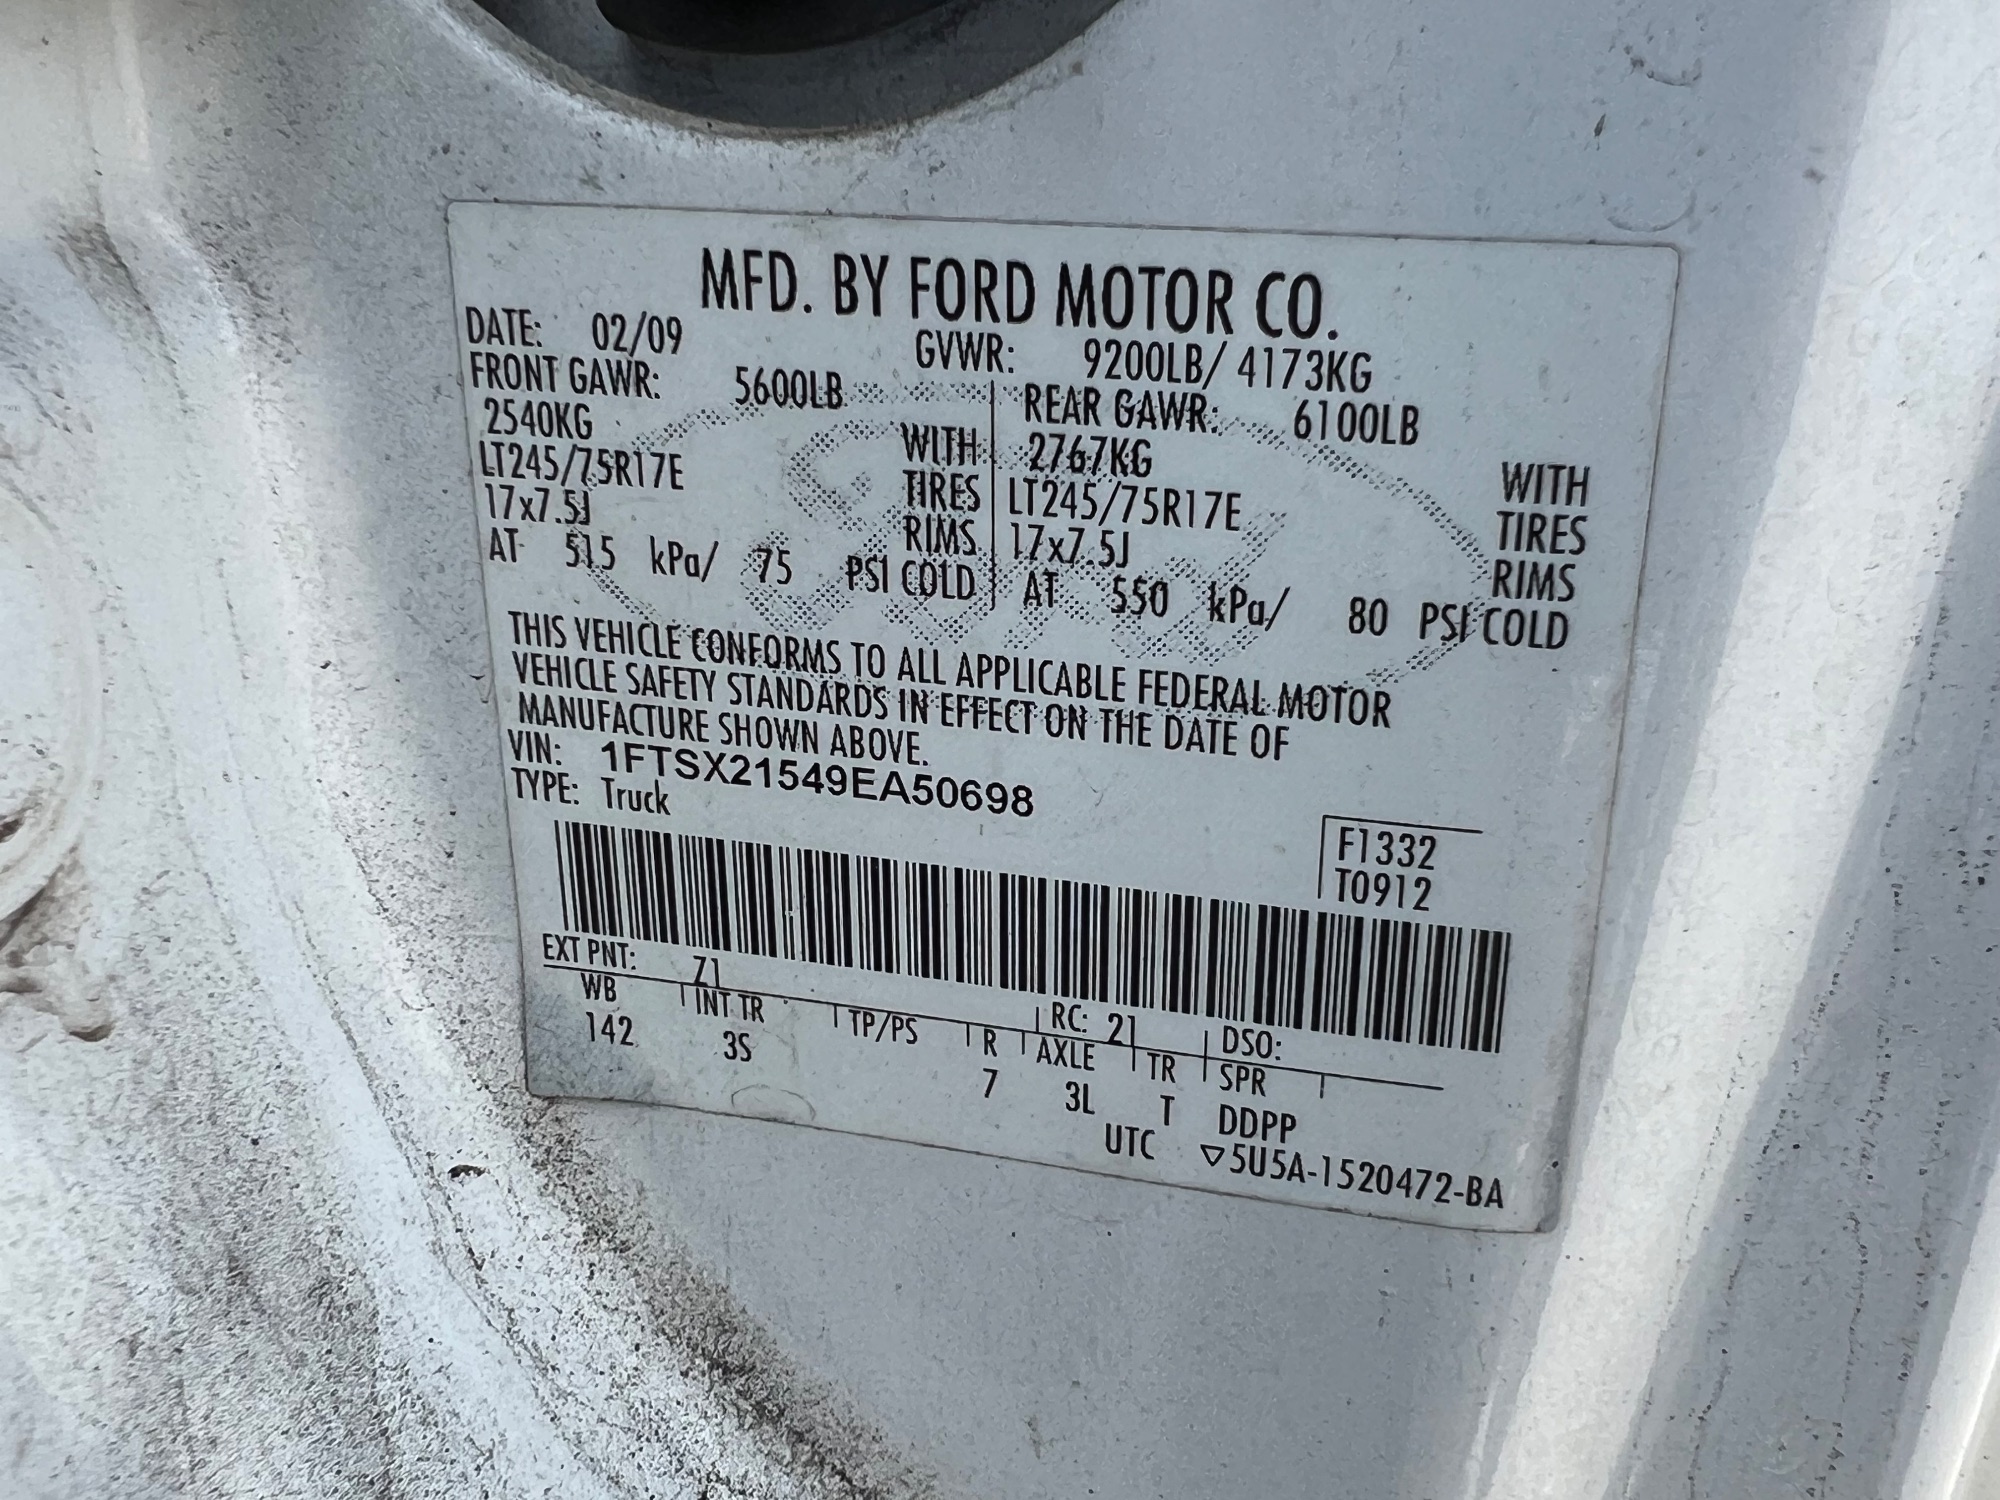 MFD. BY FORD MOTOR CO.
DATE: 02/09 GVWR: 9200LB/ 4173KG
FRONT GAWR: 5600LB REAR GAWR: 6100LB
2540KG WITH 2767KG WITH
LT245/75R17E TIRES LT245/75R17E TIRES
17x7.5J RIMS 17x7.5J RIMS
AT 515 kPa/ 75 PSI COLD AT 550 kPa/ 80 PSI COLD
THIS VEHICLE CONFORMS TO ALL APPLICABLE FEDERAL MOTOR
VEHICLE SAFETY STANDARDS IN EFFECT ON THE DATE OF
MANUFACTURE SHOWN ABOVE.
VIN: 1FTSX21549EA50698
TYPE: Truck
F1332
T0912
EXT PNT: Z1 RC: 21 DSO:
WB INT TR TP/PS R AXLE TR SPR
142 3S 7 3L T DDPP
UTC ▽5U5A-1520472-BA